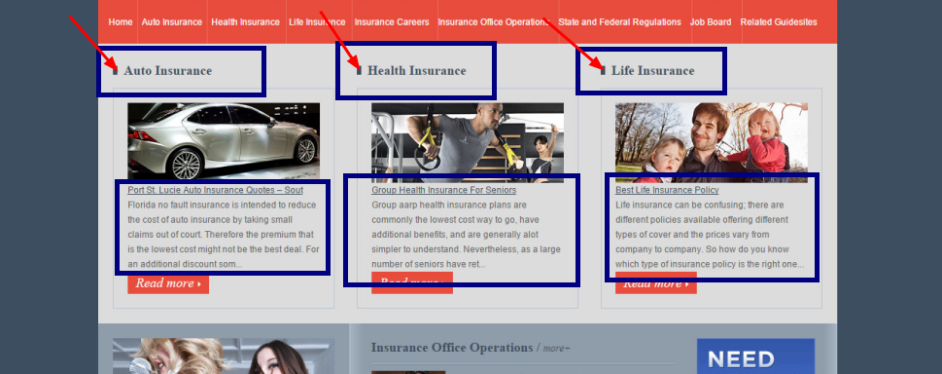 Home Auto Insurance Health Insurance Life Insurance Insurance Careers Insurance Office Operations State and Federal Regulations Job Board Related Guidesites
Auto Insurance
Port St. Lucie Auto Insurance Quotes – Sout
Florida no fault insurance is intended to reduce
the cost of auto insurance by taking small
claims out of court. Therefore the premium that
is the lowest cost might not be the best deal. For
an additional discount som...
Read more
Health Insurance
Group Health Insurance For Seniors
Group aarp health insurance plans are
commonly the lowest cost way to go, have
additional benefits, and are generally alot
simpler to understand. Nevertheless, as a large
number of seniors have ret...
Read more
Life Insurance
Best Life Insurance Policy
Life insurance can be confusing; there are
different policies available offering different
types of cover and the prices vary from
company to company. So how do you know
which type of insurance policy is the right one...
Read more
Insurance Office Operations / more+
NEED